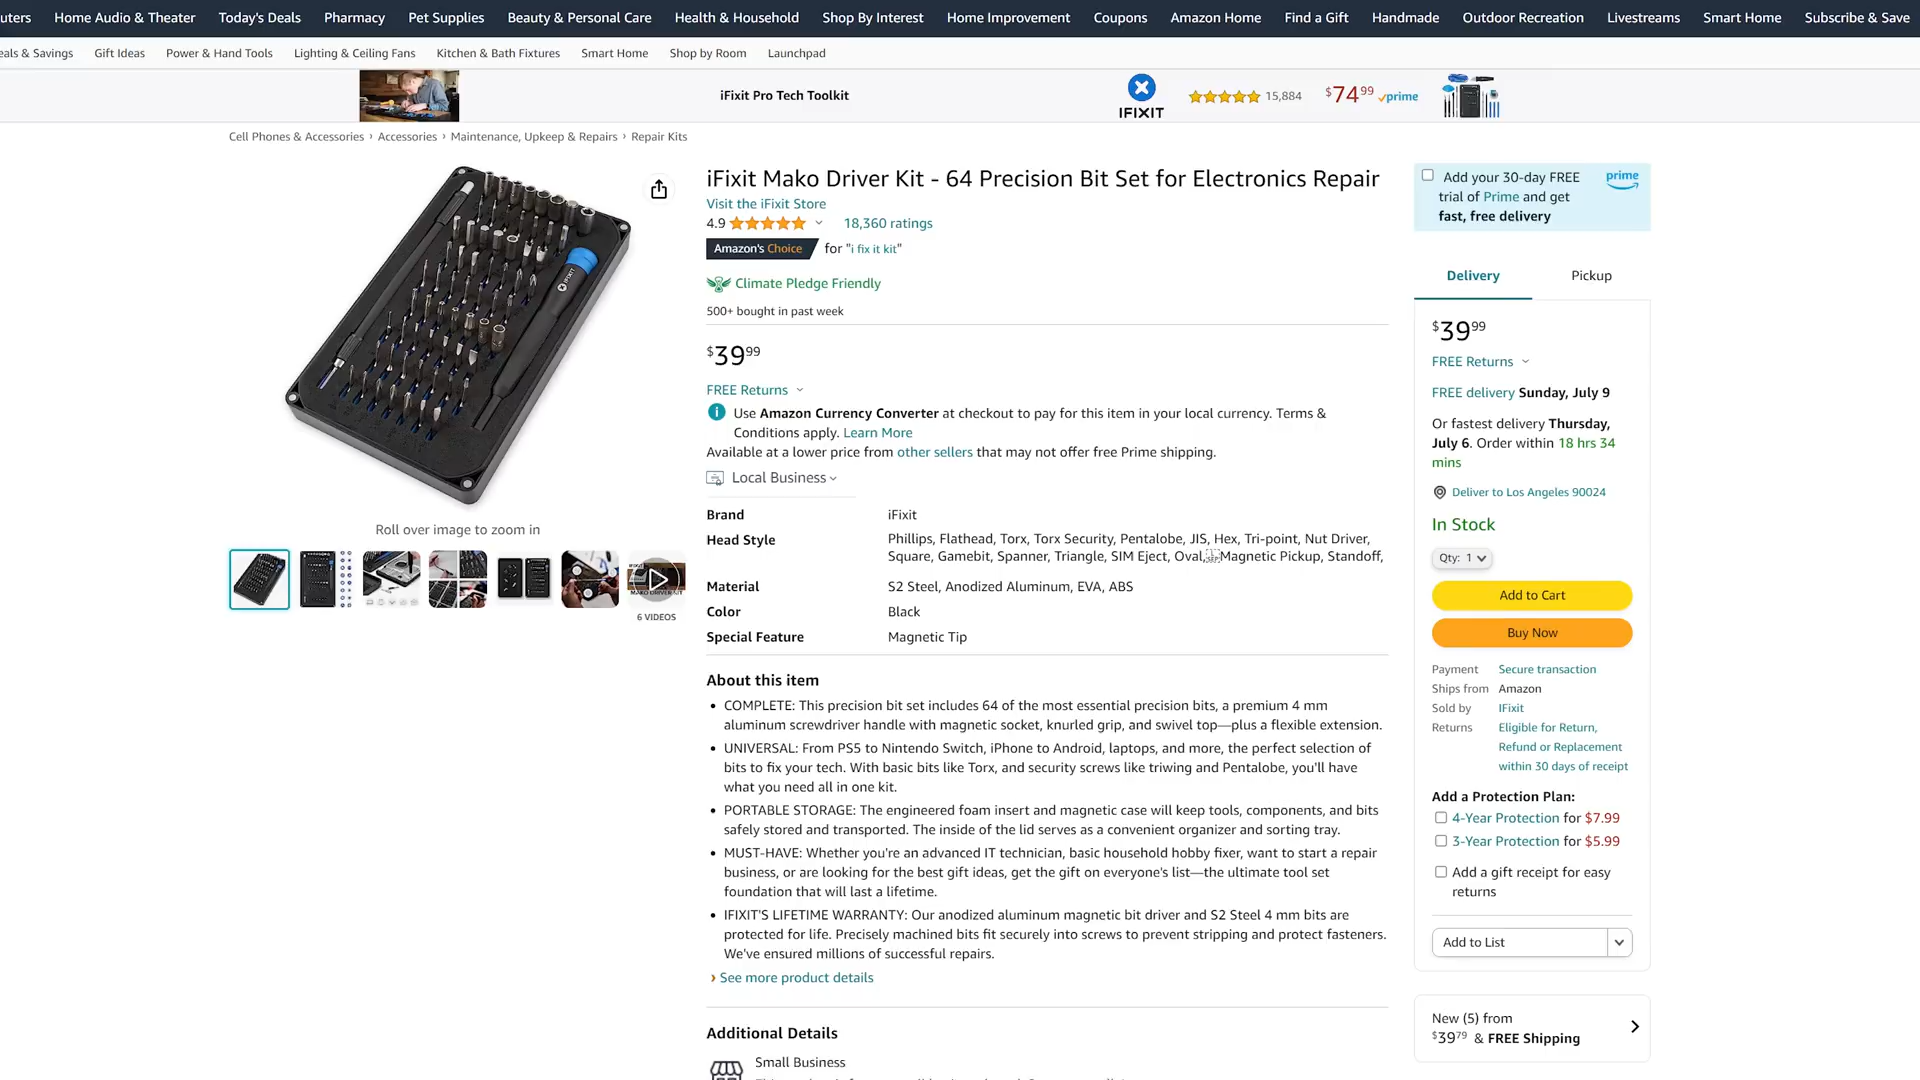 uters Home Audio & Theater Today's Deals Pharmacy Pet Supplies Beauty & Personal Care Health & Household Shop By Interest Home Improvement Coupons Amazon Home Find a Gift Handmade Outdoor Recreation Livestreams Smart Home Subscribe & Save
eals & Savings Gift Ideas Power & Hand Tools Lighting & Ceiling Fans Kitchen & Bath Fixtures Smart Home Shop by Room Launchpad
iFixit Pro Tech Toolkit
IFIXIT
15,884
$74.99 prime
Cell Phones & Accessories › Accessories › Maintenance, Upkeep & Repairs › Repair Kits
IFIXIT
Roll over image to zoom in
6 VIDEOS
iFixit Mako Driver Kit - 64 Precision Bit Set for Electronics Repair
Visit the iFixit Store
4.9 18,360 ratings
Amazon's Choice for "i fix it kit"
Climate Pledge Friendly
500+ bought in past week
$39.99
FREE Returns
Use Amazon Currency Converter at checkout to pay for this item in your local currency. Terms &
Conditions apply. Learn More
Available at a lower price from other sellers that may not offer free Prime shipping.
Local Business
Brand iFixit
Head Style Phillips, Flathead, Torx, Torx Security, Pentalobe, JIS, Hex, Tri-point, Nut Driver,
Square, Gamebit, Spanner, Triangle, SIM Eject, Oval, Magnetic Pickup, Standoff,
Material S2 Steel, Anodized Aluminum, EVA, ABS
Color Black
Special Feature Magnetic Tip
About this item
• COMPLETE: This precision bit set includes 64 of the most essential precision bits, a premium 4 mm
aluminum screwdriver handle with magnetic socket, knurled grip, and swivel top—plus a flexible extension.
• UNIVERSAL: From PS5 to Nintendo Switch, iPhone to Android, laptops, and more, the perfect selection of
bits to fix your tech. With basic bits like Torx, and security screws like triwing and Pentalobe, you'll have
what you need all in one kit.
• PORTABLE STORAGE: The engineered foam insert and magnetic case will keep tools, components, and bits
safely stored and transported. The inside of the lid serves as a convenient organizer and sorting tray.
• MUST-HAVE: Whether you're an advanced IT technician, basic household hobby fixer, want to start a repair
business, or are looking for the best gift ideas, get the gift on everyone's list—the ultimate tool set
foundation that will last a lifetime.
• IFIXIT'S LIFETIME WARRANTY: Our anodized aluminum magnetic bit driver and S2 Steel 4 mm bits are
protected for life. Precisely machined bits fit securely into screws to prevent stripping and protect fasteners.
We've ensured millions of successful repairs.
› See more product details
Additional Details
Small Business
Add your 30-day FREE
trial of Prime and get
fast, free delivery
prime
Delivery Pickup
$39.99
FREE Returns
FREE delivery Sunday, July 9
Or fastest delivery Thursday,
July 6. Order within 18 hrs 34
mins
Deliver to Los Angeles 90024
In Stock
Qty: 1
Add to Cart
Buy Now
Payment Secure transaction
Ships from Amazon
Sold by IFixit
Returns Eligible for Return,
Refund or Replacement
within 30 days of receipt
Add a Protection Plan:
4-Year Protection for $7.99
3-Year Protection for $5.99
Add a gift receipt for easy
returns
Add to List
New (5) from
$39.79 & FREE Shipping